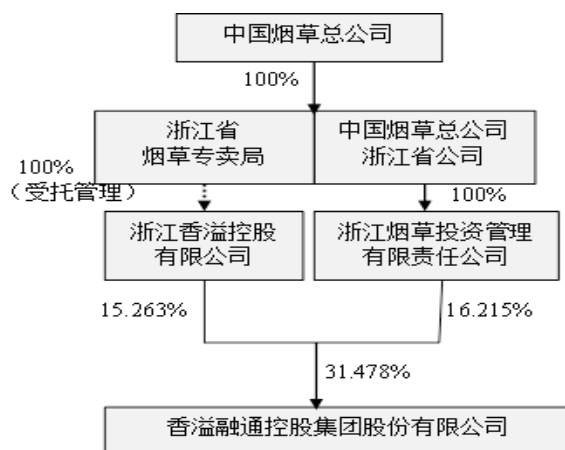 中国烟草总公司
100%
浙江省
烟草专卖局
中国烟草总公司
浙江省公司
100%
（受托管理）
100%
浙江香溢控股
有限公司
浙江烟草投资管理
有限责任公司
15.263%
16.215%
31.478%
香溢融通控股集团股份有限公司